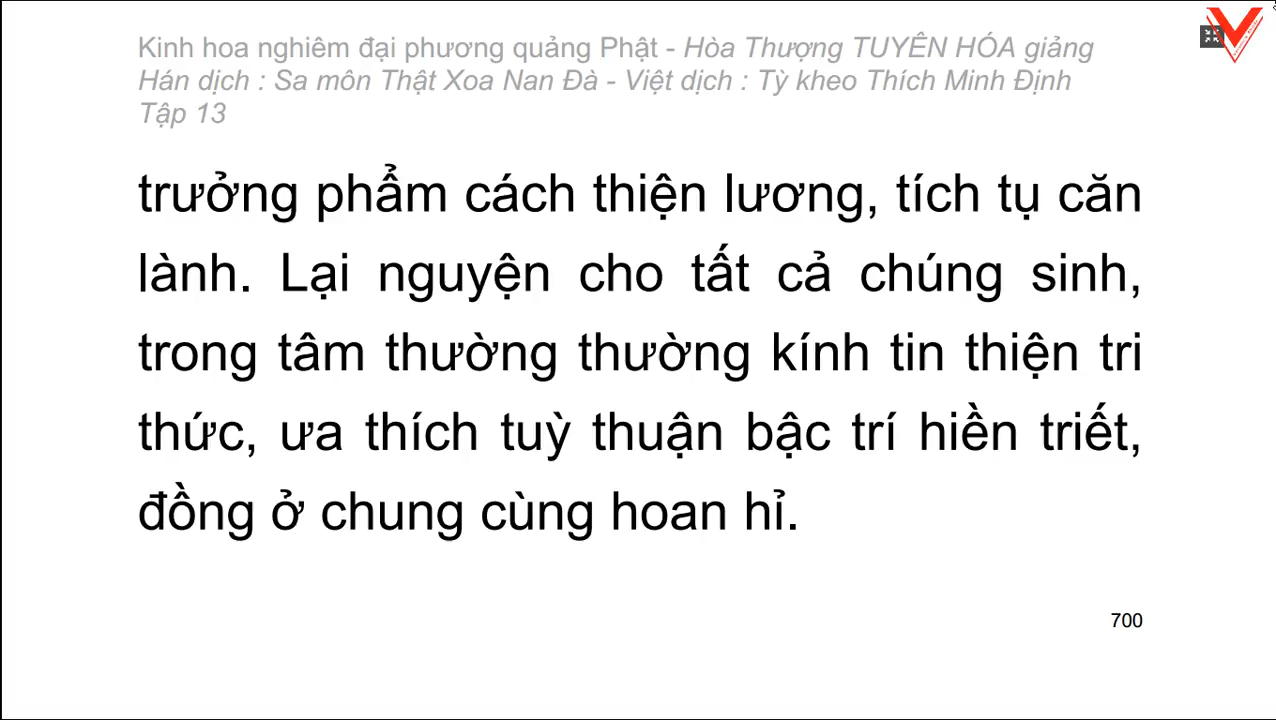 Kinh hoa nghiêm đại phương quảng Phật - Hòa Thượng TUYÊN HÓA giảng
Hán dịch : Sa môn Thật Xoa Nan Đà - Việt dịch : Tỳ kheo Thích Minh Định
Tập 13
trưởng phẩm cách thiện lương, tích tụ căn
lành. Lại nguyện cho tất cả chúng sinh,
trong tâm thường thường kính tin thiện tri
thức, ưa thích tuỳ thuận bậc trí hiền triết,
đồng ở chung cùng hoan hỉ.
700